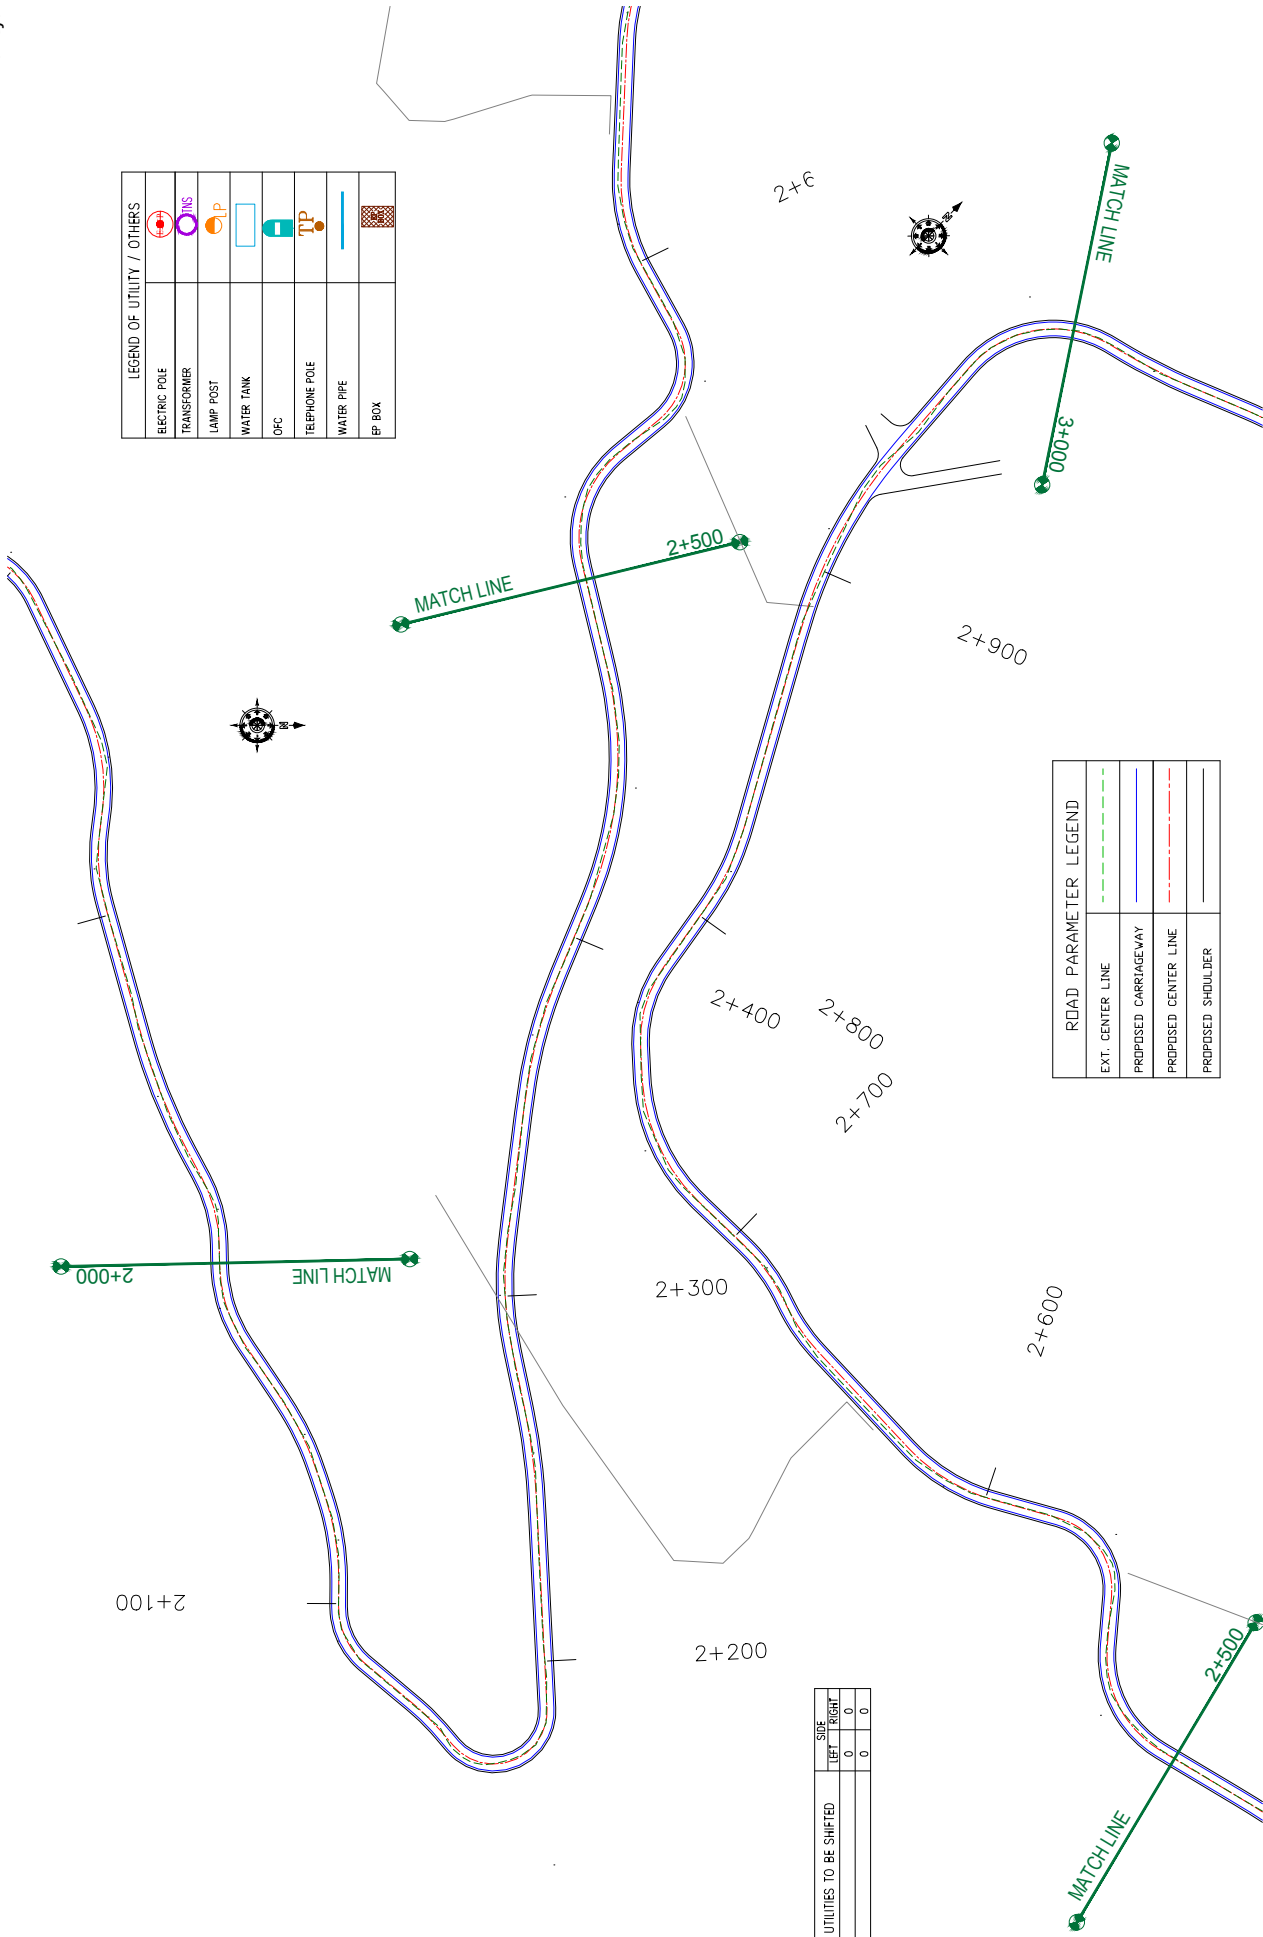 LEGEND OF UTILITY / OTHERS
ELECTRIC POLE
TRANSFORMER TNS
LAMP POST LP
WATER TANK
OFC
TELEPHONE POLE TP
WATER PIPE
EP BOX EP BOX
2+6
MATCH LINE
3+000
2+500
MATCH LINE
2+900
N
N
ROAD PARAMETER LEGEND
EXT. CENTER LINE
PROPOSED CARRIAGEWAY
PROPOSED CENTER LINE
PROPOSED SHOULDER
2+400
2+800
2+700
2+000
MATCH LINE
2+300
2+600
2+100
2+200
2+500
MATCH LINE
UTILITIES TO BE SHIFTED
SIDE
LEFT RIGHT
0 0
0 0